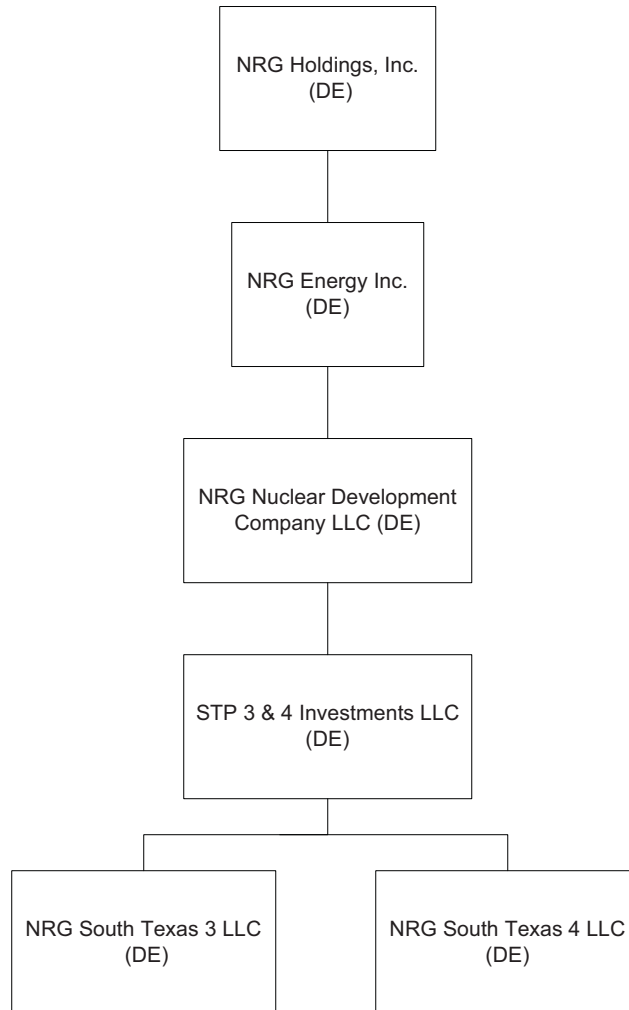 NRG Holdings, Inc.
(DE)
NRG Energy Inc.
(DE)
NRG Nuclear Development
Company LLC (DE)
STP 3 & 4 Investments LLC
(DE)
NRG South Texas 3 LLC
(DE)
NRG South Texas 4 LLC
(DE)